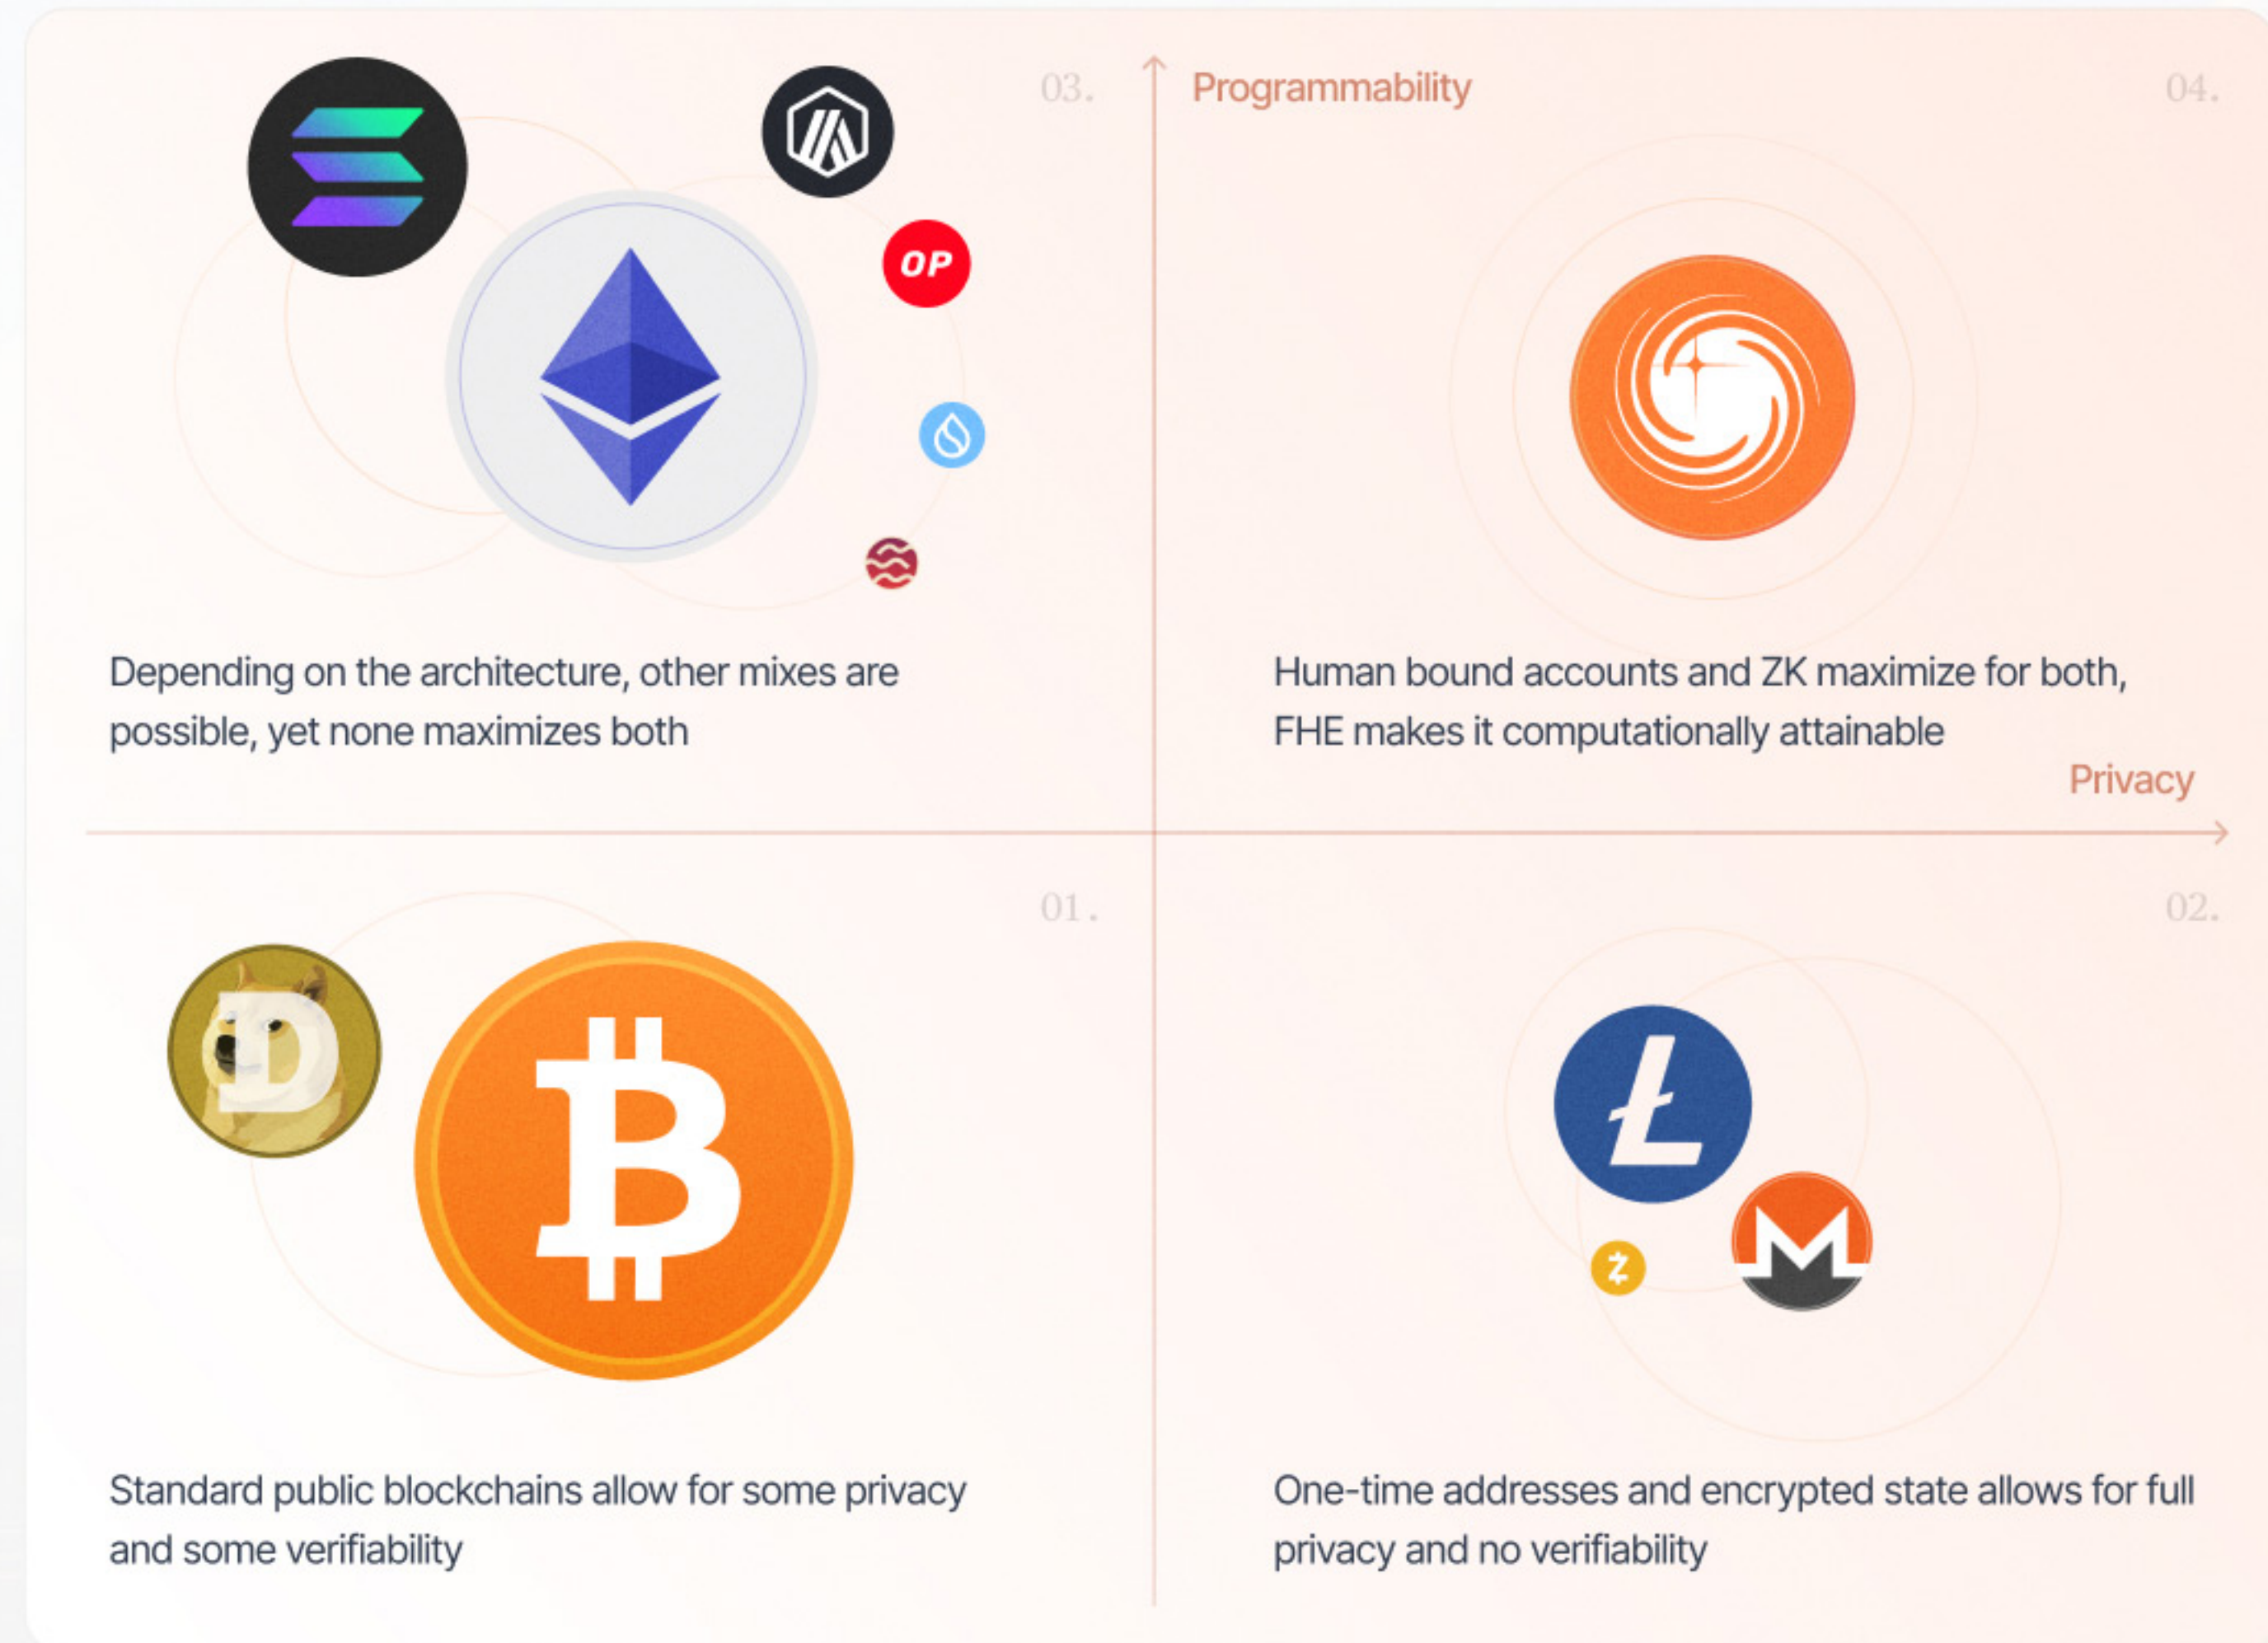 03.
Programmability
04.
OP
Depending on the architecture, other mixes are
possible, yet none maximizes both
Human bound accounts and ZK maximize for both,
FHE makes it computationally attainable
Privacy
01.
02.
D
Standard public blockchains allow for some privacy
and some verifiability
One-time addresses and encrypted state allows for full
privacy and no verifiability